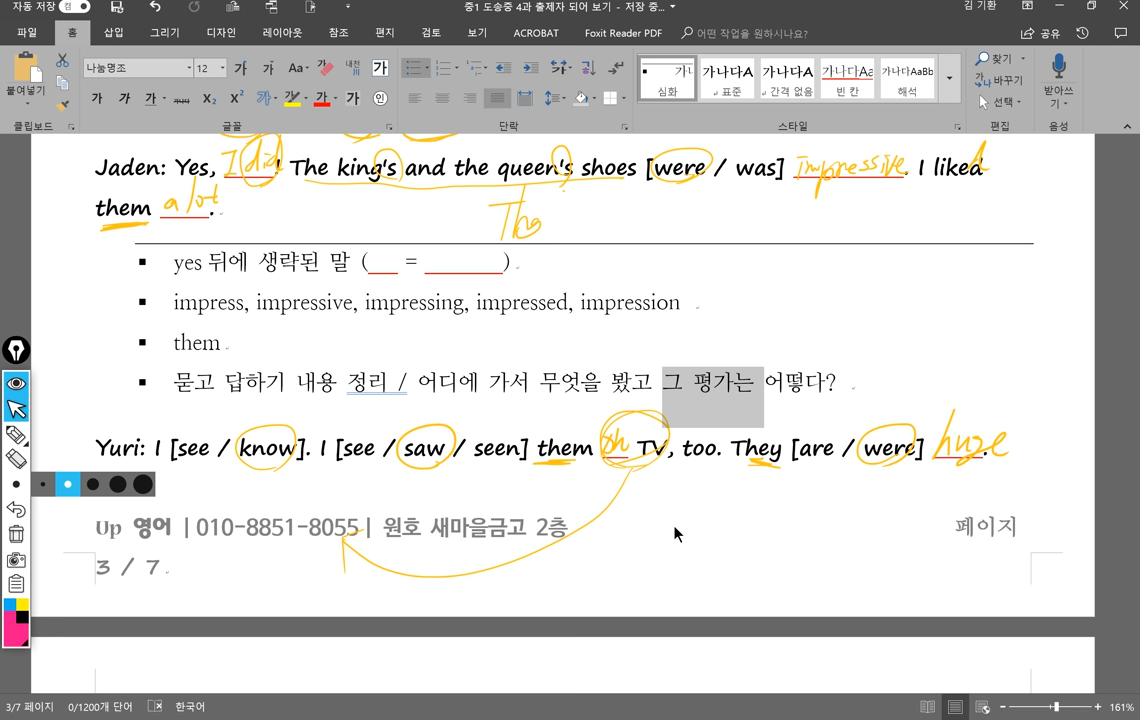 자동 저장 켬 중1 도송중 4과 출제자 되어 보기 - 저장 중... 김 기환
파일 홈 삽입 그리기 디자인 레이아웃 참조 편지 검토 보기 ACROBAT Foxit Reader PDF 어떤 작업을 원하시나요? 공유
붙여넣기 나눔명조 12 가 가 Aa 가 가나다A 가나다A 가나다Aa 가나다AaBb 찾기 바꾸기 선택 받아쓰기
심화 표준 간격 없음 빈 칸 해석
클립보드 글꼴 단락 스타일 편집 음성
Jaden: Yes, I did! The king's and the queen's shoes [were / was] impressive. I liked
them a lot.
▪ yes 뒤에 생략된 말 (___ = ________)
▪ impress, impressive, impressing, impressed, impression
▪ them
▪ 묻고 답하기 내용 정리 / 어디에 가서 무엇을 봤고 그 평가는 어떻다?
Yuri: I [see / know]. I [see / saw / seen] them on TV, too. They [are / were] huge.
Up 영어 |010-8851-8055| 원호 새마을금고 2층 페이지
3 / 7
3/7 페이지 0/1200개 단어 한국어 161%